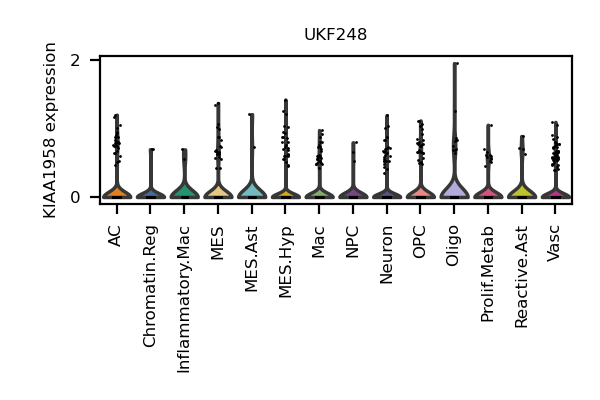 UKF248
KIAA1958 expression
2
0
AC
Chromatin.Reg
Inflammatory.Mac
MES
MES.Ast
MES.Hyp
Mac
NPC
Neuron
OPC
Oligo
Prolif.Metab
Reactive.Ast
Vasc